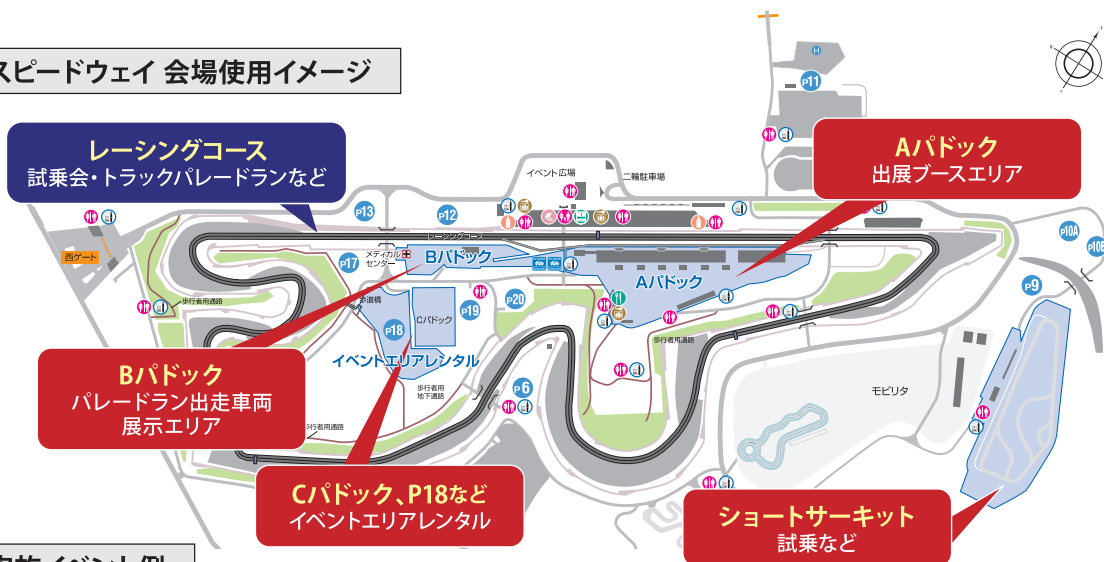 スピードウェイ 会場使用イメージ
H
P11
レーシングコース
試乗会・トラックパレードランなど
Aパドック
出展ブースエリア
イベント広場
二輪駐車場
P13
P12
P10A
P10B
レーシングコース
西ゲート
P17
メディカル
センター
Bパドック
Aパドック
P9
歩行者用通路
歩道橋
P18
Cパドック
P19
P20
イベントエリアレンタル
歩行者用通路
Bパドック
パレードラン出走車両
展示エリア
歩行者用
地下通路
P6
モビリタ
行者用通路
Cパドック、P18など
イベントエリアレンタル
ショートサーキット
試乗など